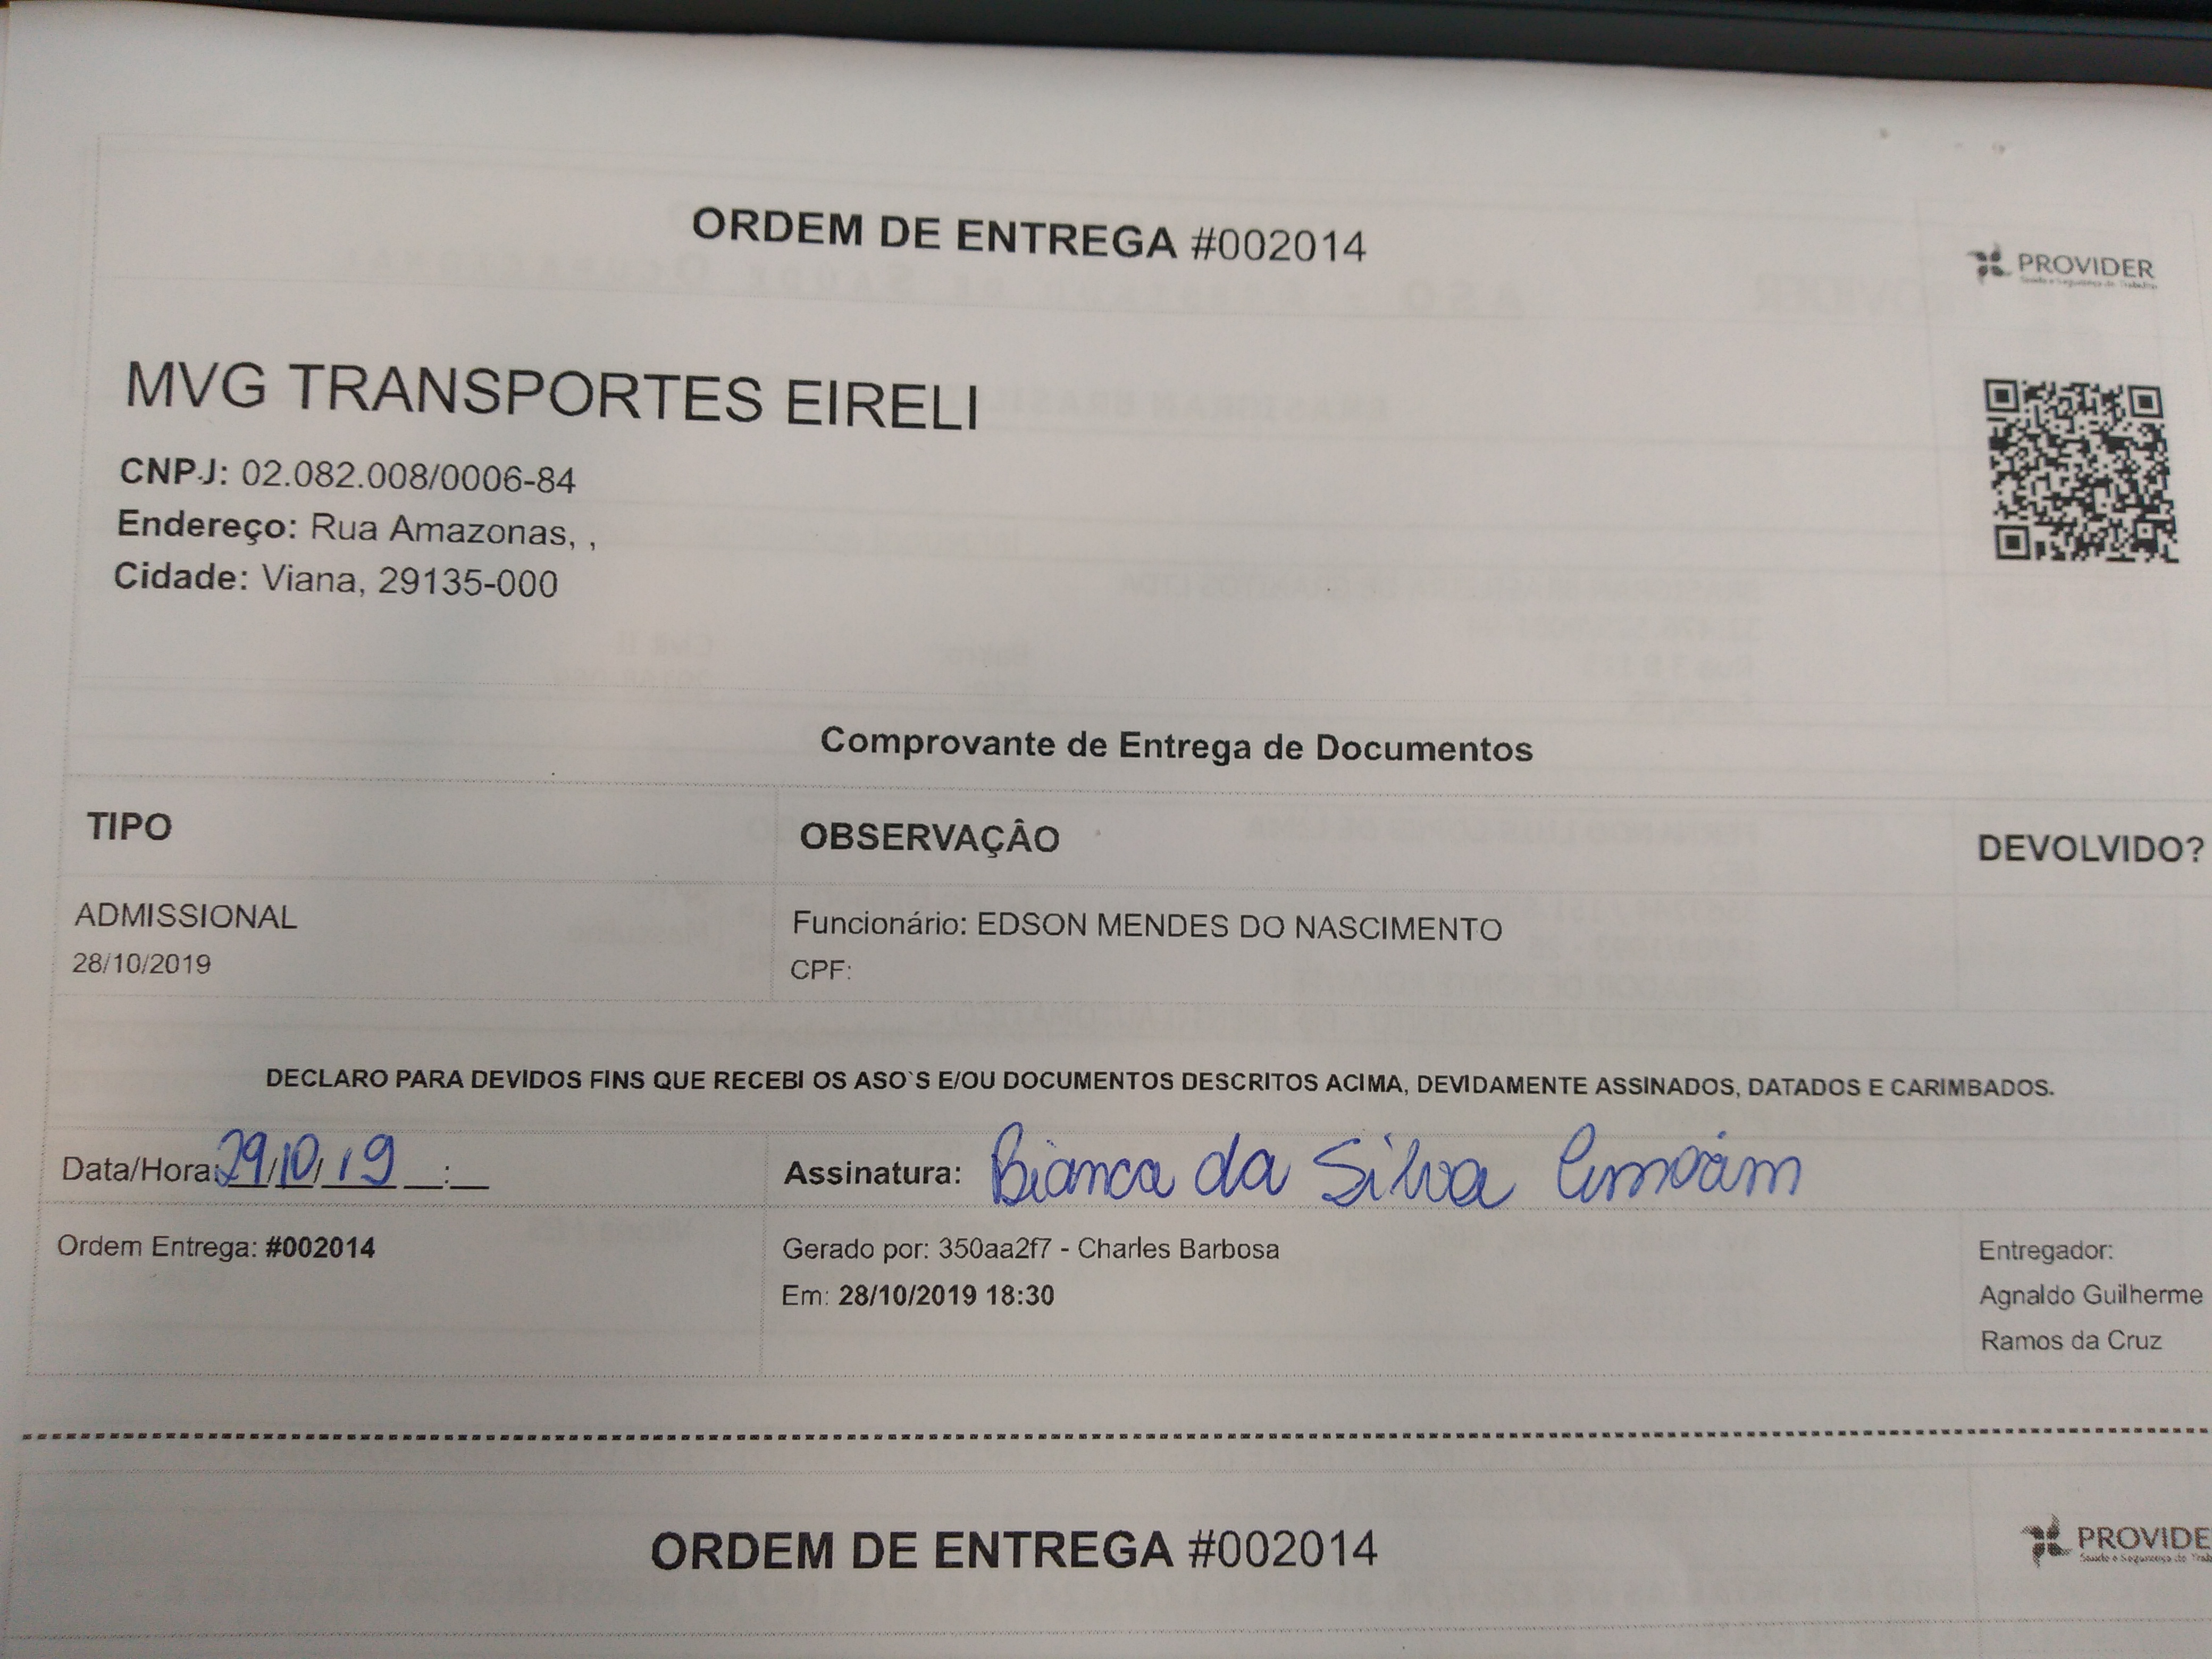 ORDEM DE ENTREGA #002014
PROVIDER
Saúde e Segurança do Trabalho
MVG TRANSPORTES EIRELI
CNPJ: 02.082.008/0006-84
Endereço: Rua Amazonas, ,
Cidade: Viana, 29135-000
Comprovante de Entrega de Documentos
TIPO OBSERVAÇÂO DEVOLVIDO?
ADMISSIONAL Funcionário: EDSON MENDES DO NASCIMENTO
28/10/2019 CPF:
DECLARO PARA DEVIDOS FINS QUE RECEBI OS ASO`S E/OU DOCUMENTOS DESCRITOS ACIMA, DEVIDAMENTE ASSINADOS, DATADOS E CARIMBADOS.
Data/Hora: 29/10/19 __:__ Assinatura: Bianca da Silva
Ordem Entrega: #002014 Gerado por: 350aa2f7 - Charles Barbosa Entregador:
Em: 28/10/2019 18:30 Agnaldo Guilherme
Ramos da Cruz
ORDEM DE ENTREGA #002014
PROVIDE